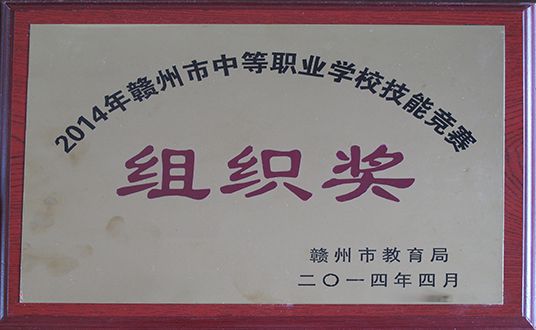 2014年赣州市中等职业学校技能竞赛
组织奖
赣州市教育局
二〇一四年四月